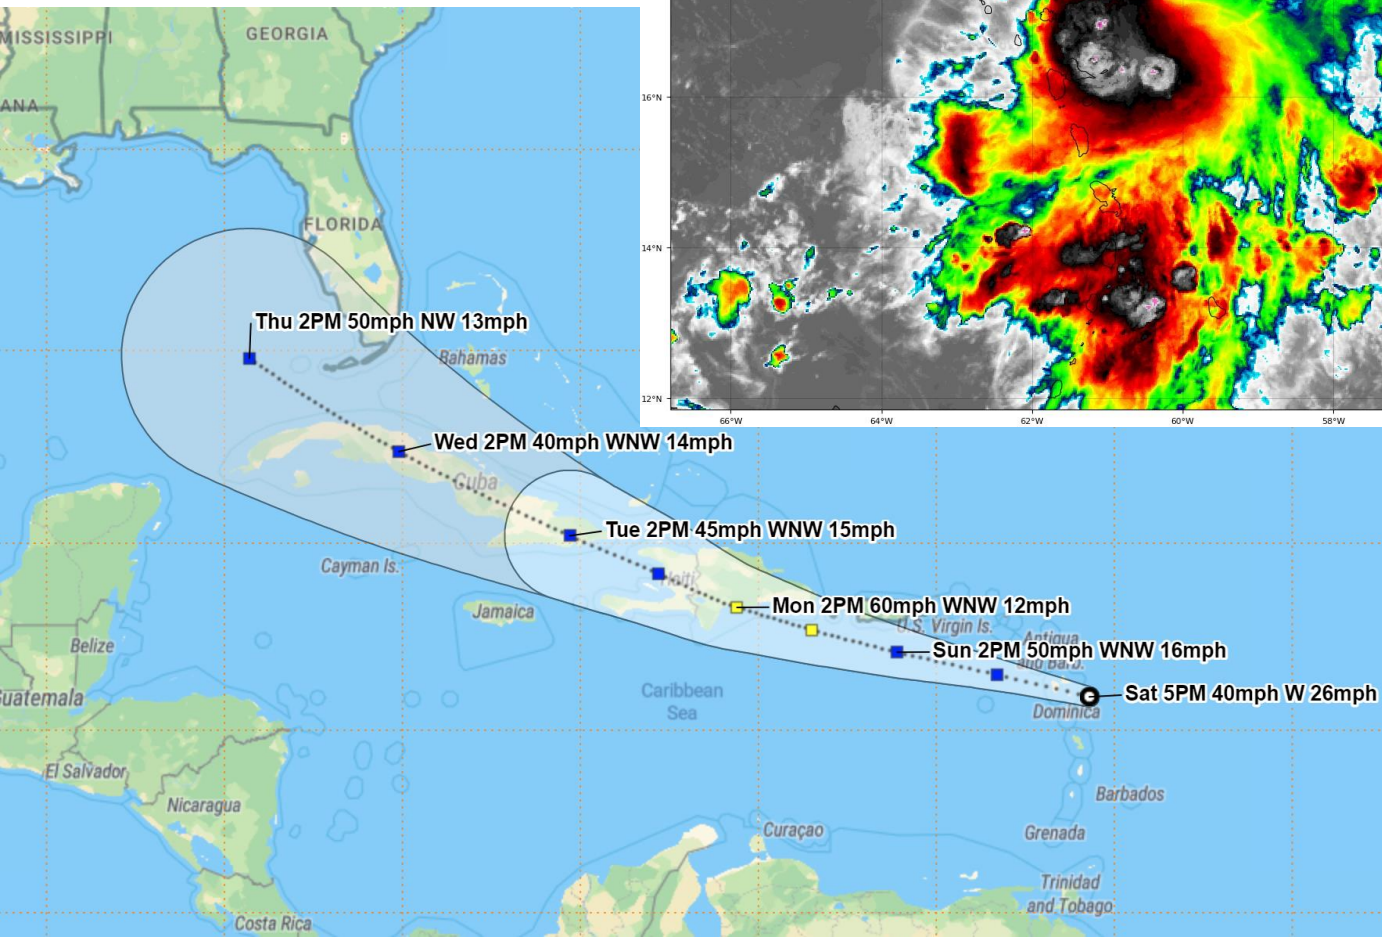 MISSISSIPPI
GEORGIA
ANA
FLORIDA
Thu 2PM 50mph NW 13mph
Bahamas
Wed 2PM 40mph WNW 14mph
Cuba
Tue 2PM 45mph WNW 15mph
Cayman Is.
Haiti
Jamaica
Mon 2PM 60mph WNW 12mph
U.S. Virgin Is.
Antigua
and Barb.
Belize
Sun 2PM 50mph WNW 16mph
Guatemala
Caribbean
Sea
Sat 5PM 40mph W 26mph
Dominica
El Salvador
Nicaragua
Barbados
Curaçao
Grenada
Trinidad
and Tobago
Costa Rica
16°N
14°N
12°N
66°W
64°W
62°W
60°W
58°W